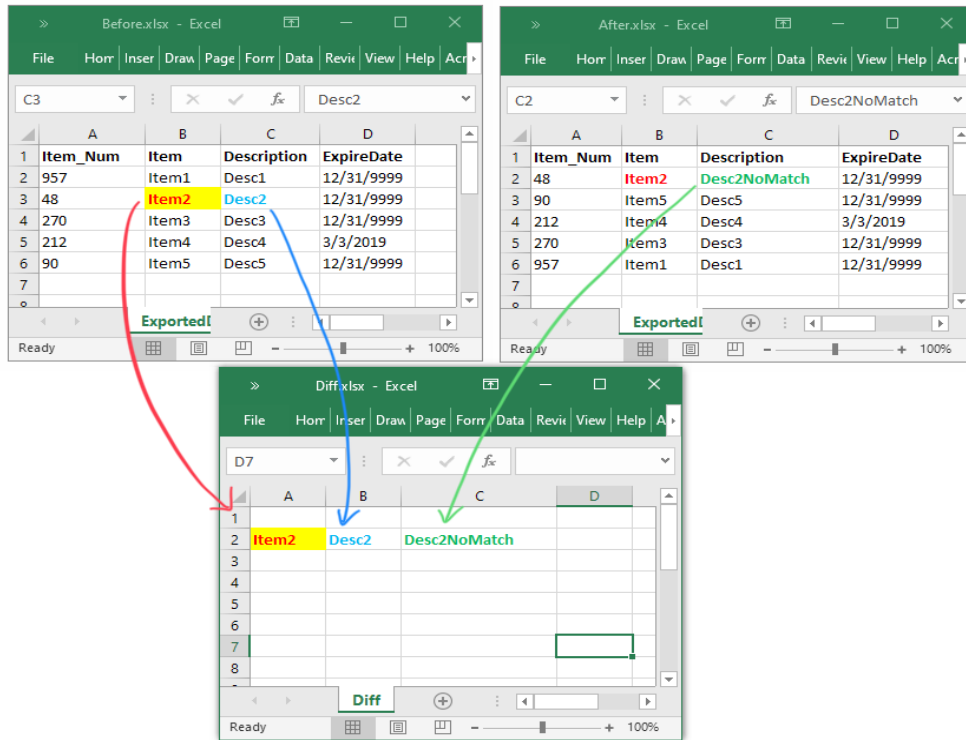 » Before.xlsx - Excel
File Hom Inser Draw Page Form Data Revie View Help Acr
C3 fx Desc2
A B C D
1 Item_Num Item Description ExpireDate
2 957 Item1 Desc1 12/31/9999
3 48 Item2 Desc2 12/31/9999
4 270 Item3 Desc3 12/31/9999
5 212 Item4 Desc4 3/3/2019
6 90 Item5 Desc5 12/31/9999
7
8
ExportedD
Ready - + 100%
» After.xlsx - Excel
File Hom Inser Draw Page Form Data Revie View Help Acr
C2 fx Desc2NoMatch
A B C D
1 Item_Num Item Description ExpireDate
2 48 Item2 Desc2NoMatch 12/31/9999
3 90 Item5 Desc5 12/31/9999
4 212 Item4 Desc4 3/3/2019
5 270 Item3 Desc3 12/31/9999
6 957 Item1 Desc1 12/31/9999
7
8
ExportedD
Ready - + 100%
» Diff.xlsx - Excel
File Hom Inser Draw Page Form Data Revie View Help A
D7 fx
A B C D
1
2 Item2 Desc2 Desc2NoMatch
3
4
5
6
7
8
Diff
Ready - + 100%